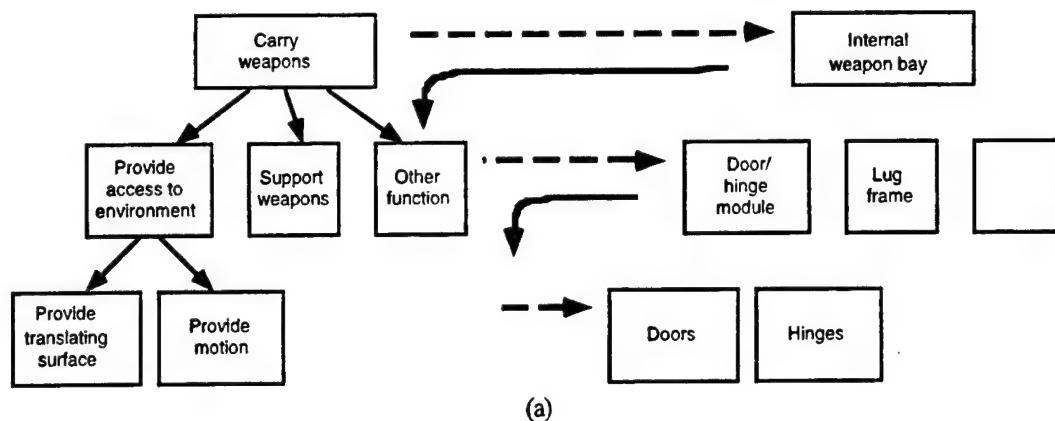 Carry
weapons
Internal
weapon bay
Provide
access to
environment
Support
weapons
Other
function
Door/
hinge
module
Lug
frame
Provide
translating
surface
Provide
motion
Doors
Hinges
(a)